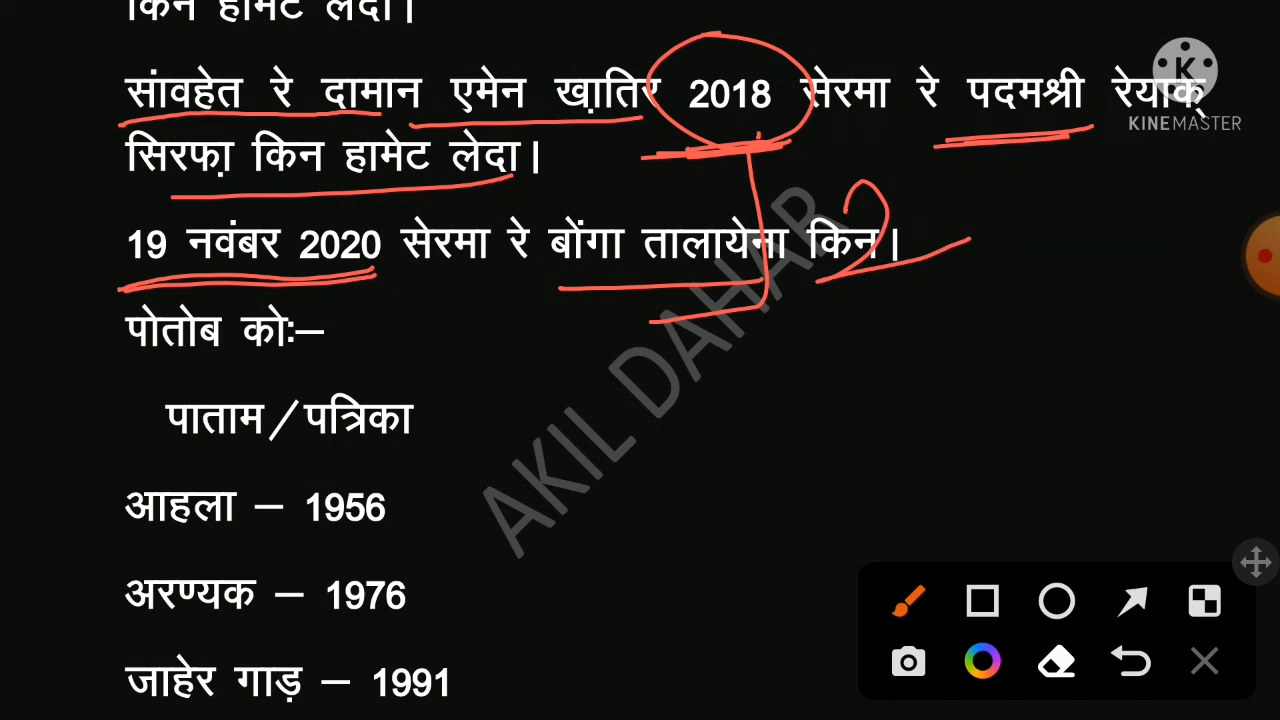 किन हामेट लेदा।
सांवहेत रे दामान एमेन ख़ातिर 2018 सेरमा रे पदमश्री रेयाक्
KINEMASTER
सिरफ़ा किन हामेट लेदा।
19 नवंबर 2020 सेरमा रे बोंगा तालायेना किन।
पोतोब को:–
पाताम/पत्रिका
आहला – 1956
अरण्यक – 1976
जाहेर गाड़ – 1991
AKIL DAHAR